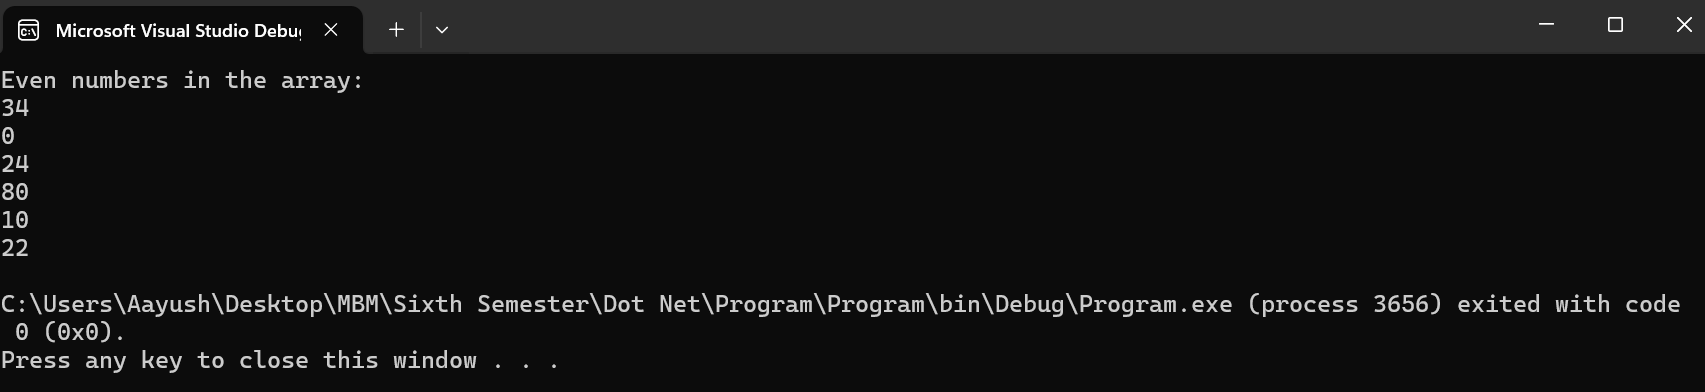 Microsoft Visual Studio Debu
Even numbers in the array:
34
0
24
80
10
22
C:\Users\Aayush\Desktop\MBM\Sixth Semester\Dot Net\Program\Program\bin\Debug\Program.exe (process 3656) exited with code
0 (0x0).
Press any key to close this window . . .